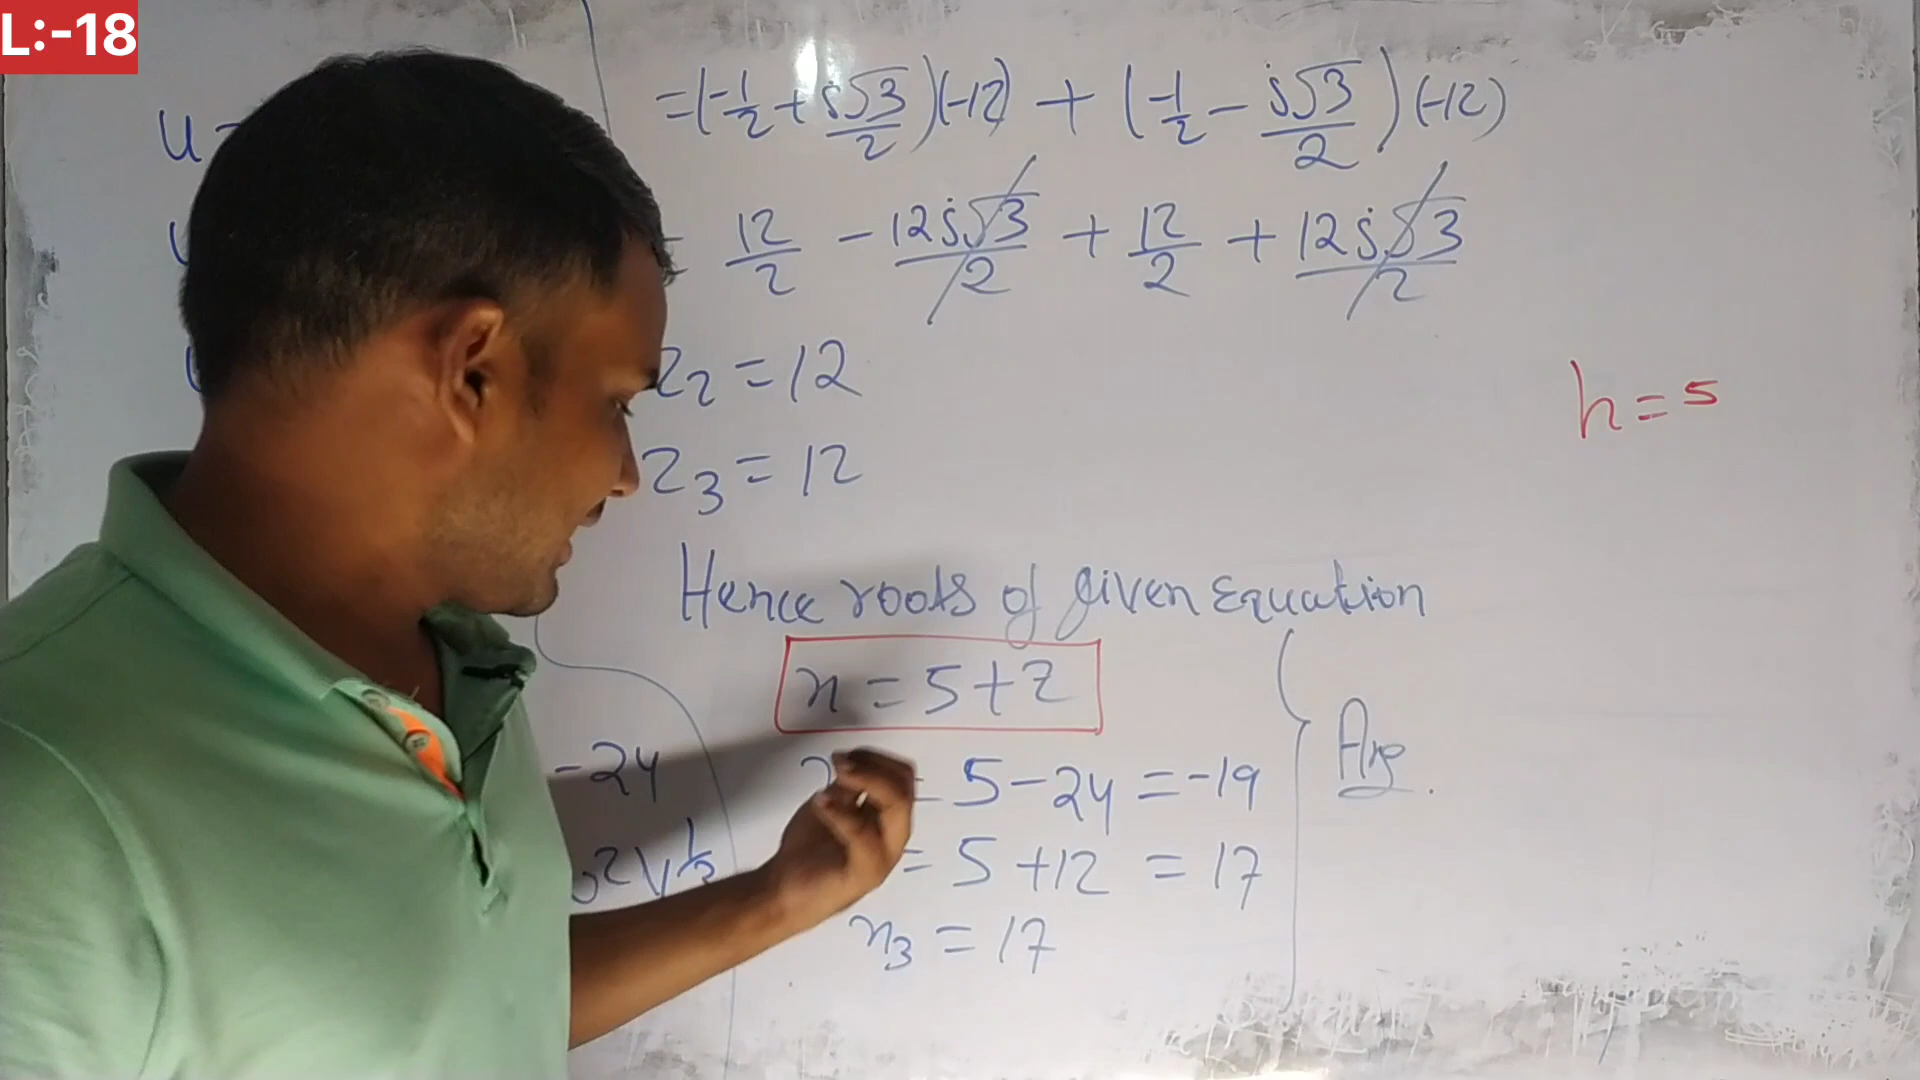 L:-18
u =
= (-1/2 + i√3/2)(-12) + (-1/2 - i√3/2)(-12)
= 12/2 - 12i√3/2 + 12/2 + 12i√3/2
z2 = 12
h = 5
z3 = 12
Hence roots of given Equation
x = 5 + z
-24
= 5 - 24 = -19
Ans.
= 5 + 12 = 17
x3 = 17